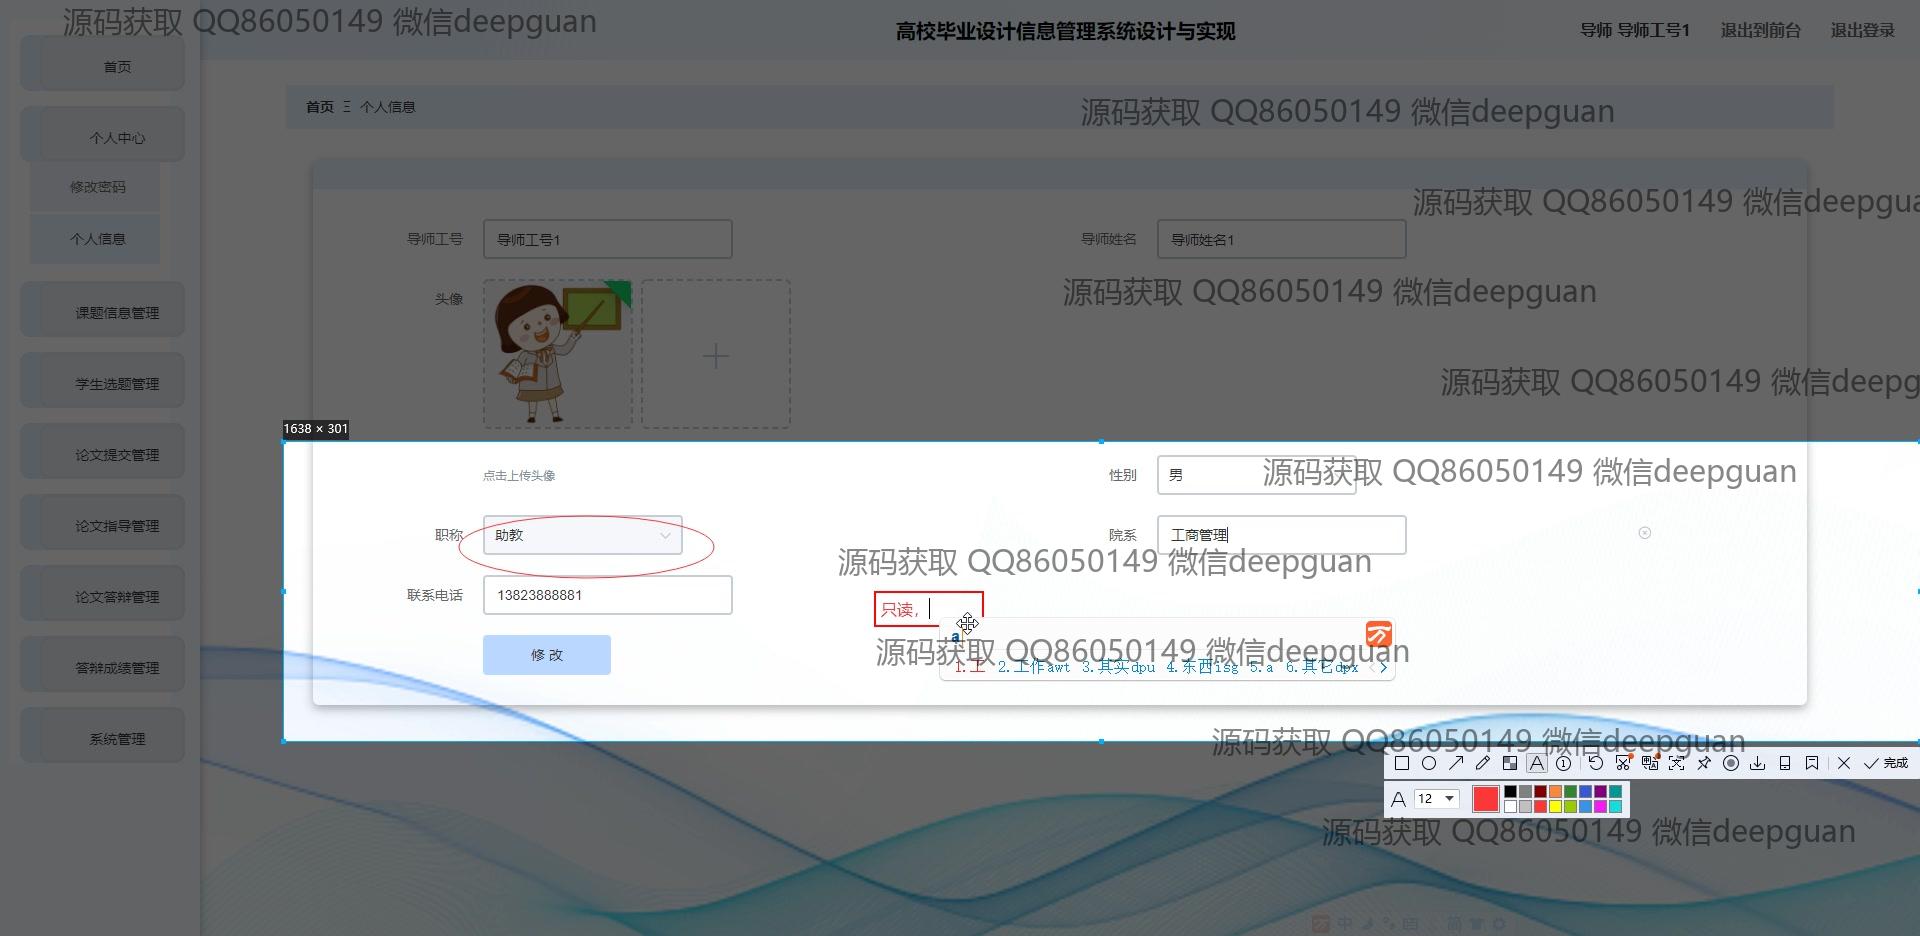 源码获取 QQ86050149 微信deepguan
高校毕业设计信息管理系统设计与实现
导师 导师工号1
退出到前台
退出登录
首页
个人中心
修改密码
个人信息
课题信息管理
学生选题管理
论文提交管理
论文指导管理
论文答辩管理
答辩成绩管理
系统管理
首页 Ξ 个人信息
源码获取 QQ86050149 微信deepguan
源码获取 QQ86050149 微信deepgua
导师工号 导师工号1
导师姓名 导师姓名1
头像
源码获取 QQ86050149 微信deepguan
源码获取 QQ86050149 微信deepg
1638 × 301
点击上传头像
性别 男
源码获取 QQ86050149 微信deepguan
职称 助教
院系 工商管理
源码获取 QQ86050149 微信deepguan
联系电话 13823888881
只读，
a
修 改
源码获取 QQ86050149 微信deepguan
1.工 2.工作awt 3.其实dpu 4.东西isg 5.a 6.其它dpx
源码获取 QQ86050149 微信deepguan
完成
A 12
源码获取 QQ86050149 微信deepguan
中
简